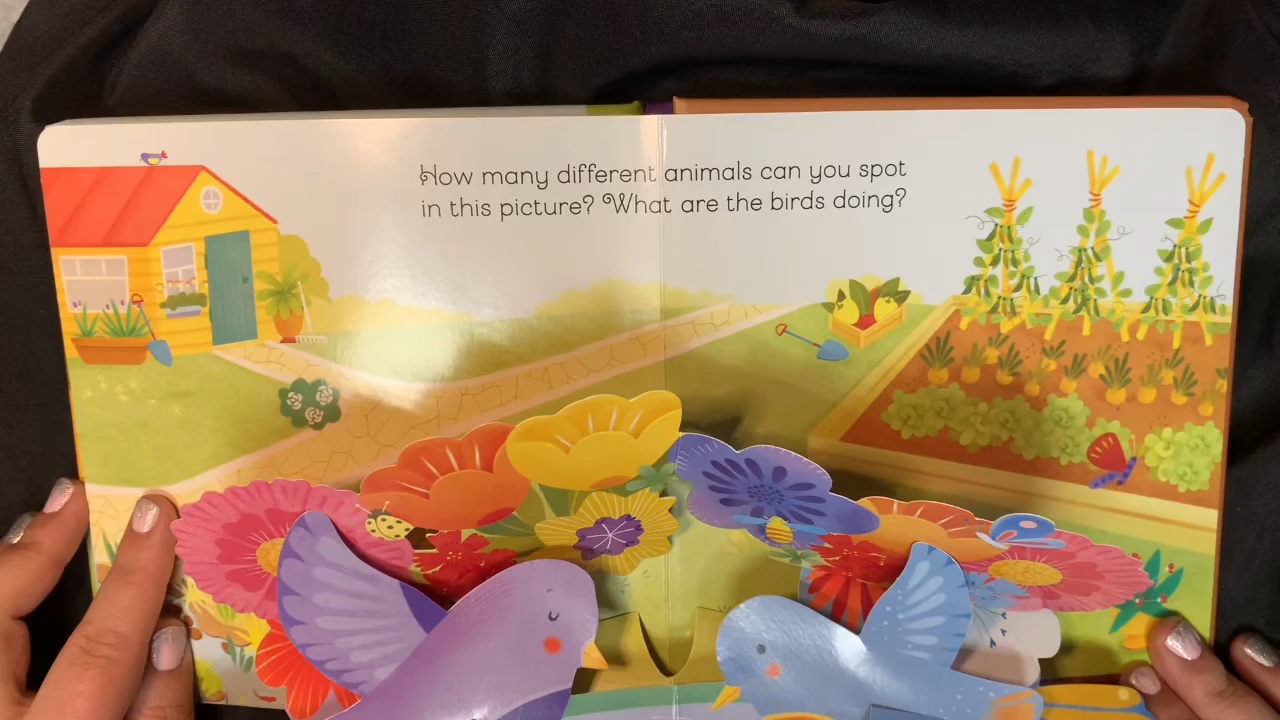 How many different animals can you spot
in this picture? What are the birds doing?